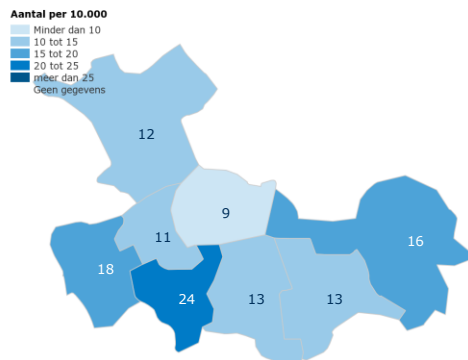 Aantal per 10.000
Minder dan 10
10 tot 15
15 tot 20
20 tot 25
meer dan 25
Geen gegevens
12
9
11
16
18
24
13
13